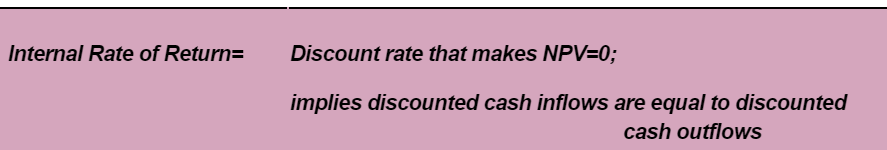 Internal Rate of Return= Discount rate that makes NPV=0;
implies discounted cash inflows are equal to discounted
cash outflows